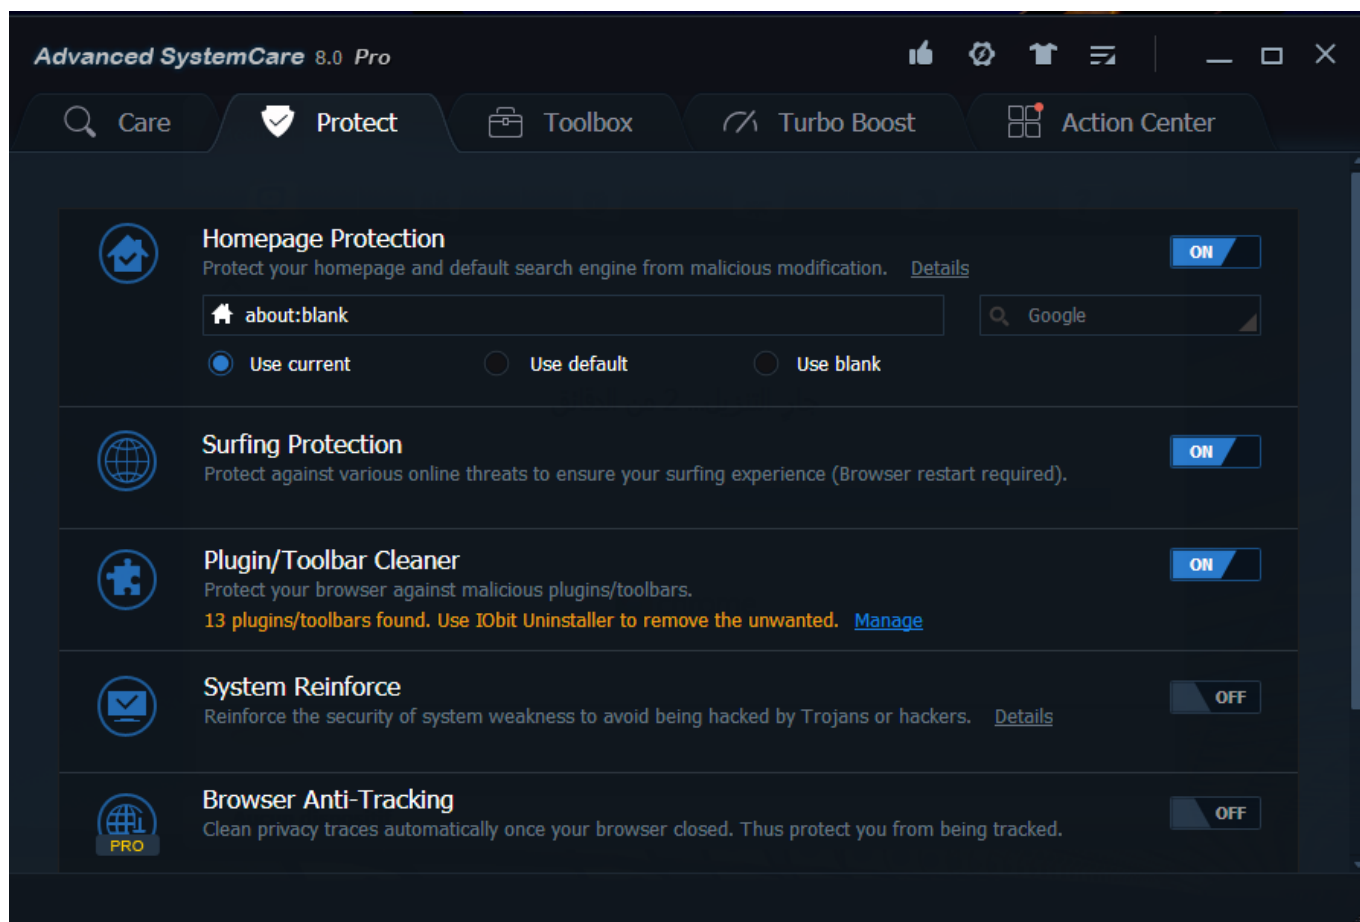 Advanced SystemCare 8.0 Pro
Care Protect Toolbox Turbo Boost Action Center
Homepage Protection
Protect your homepage and default search engine from malicious modification. Details
ON
about:blank Google
Use current Use default Use blank
Surfing Protection
Protect against various online threats to ensure your surfing experience (Browser restart required).
ON
Plugin/Toolbar Cleaner
Protect your browser against malicious plugins/toolbars.
ON
13 plugins/toolbars found. Use IObit Uninstaller to remove the unwanted. Manage
System Reinforce
Reinforce the security of system weakness to avoid being hacked by Trojans or hackers. Details
OFF
Browser Anti-Tracking
Clean privacy traces automatically once your browser closed. Thus protect you from being tracked.
OFF
PRO